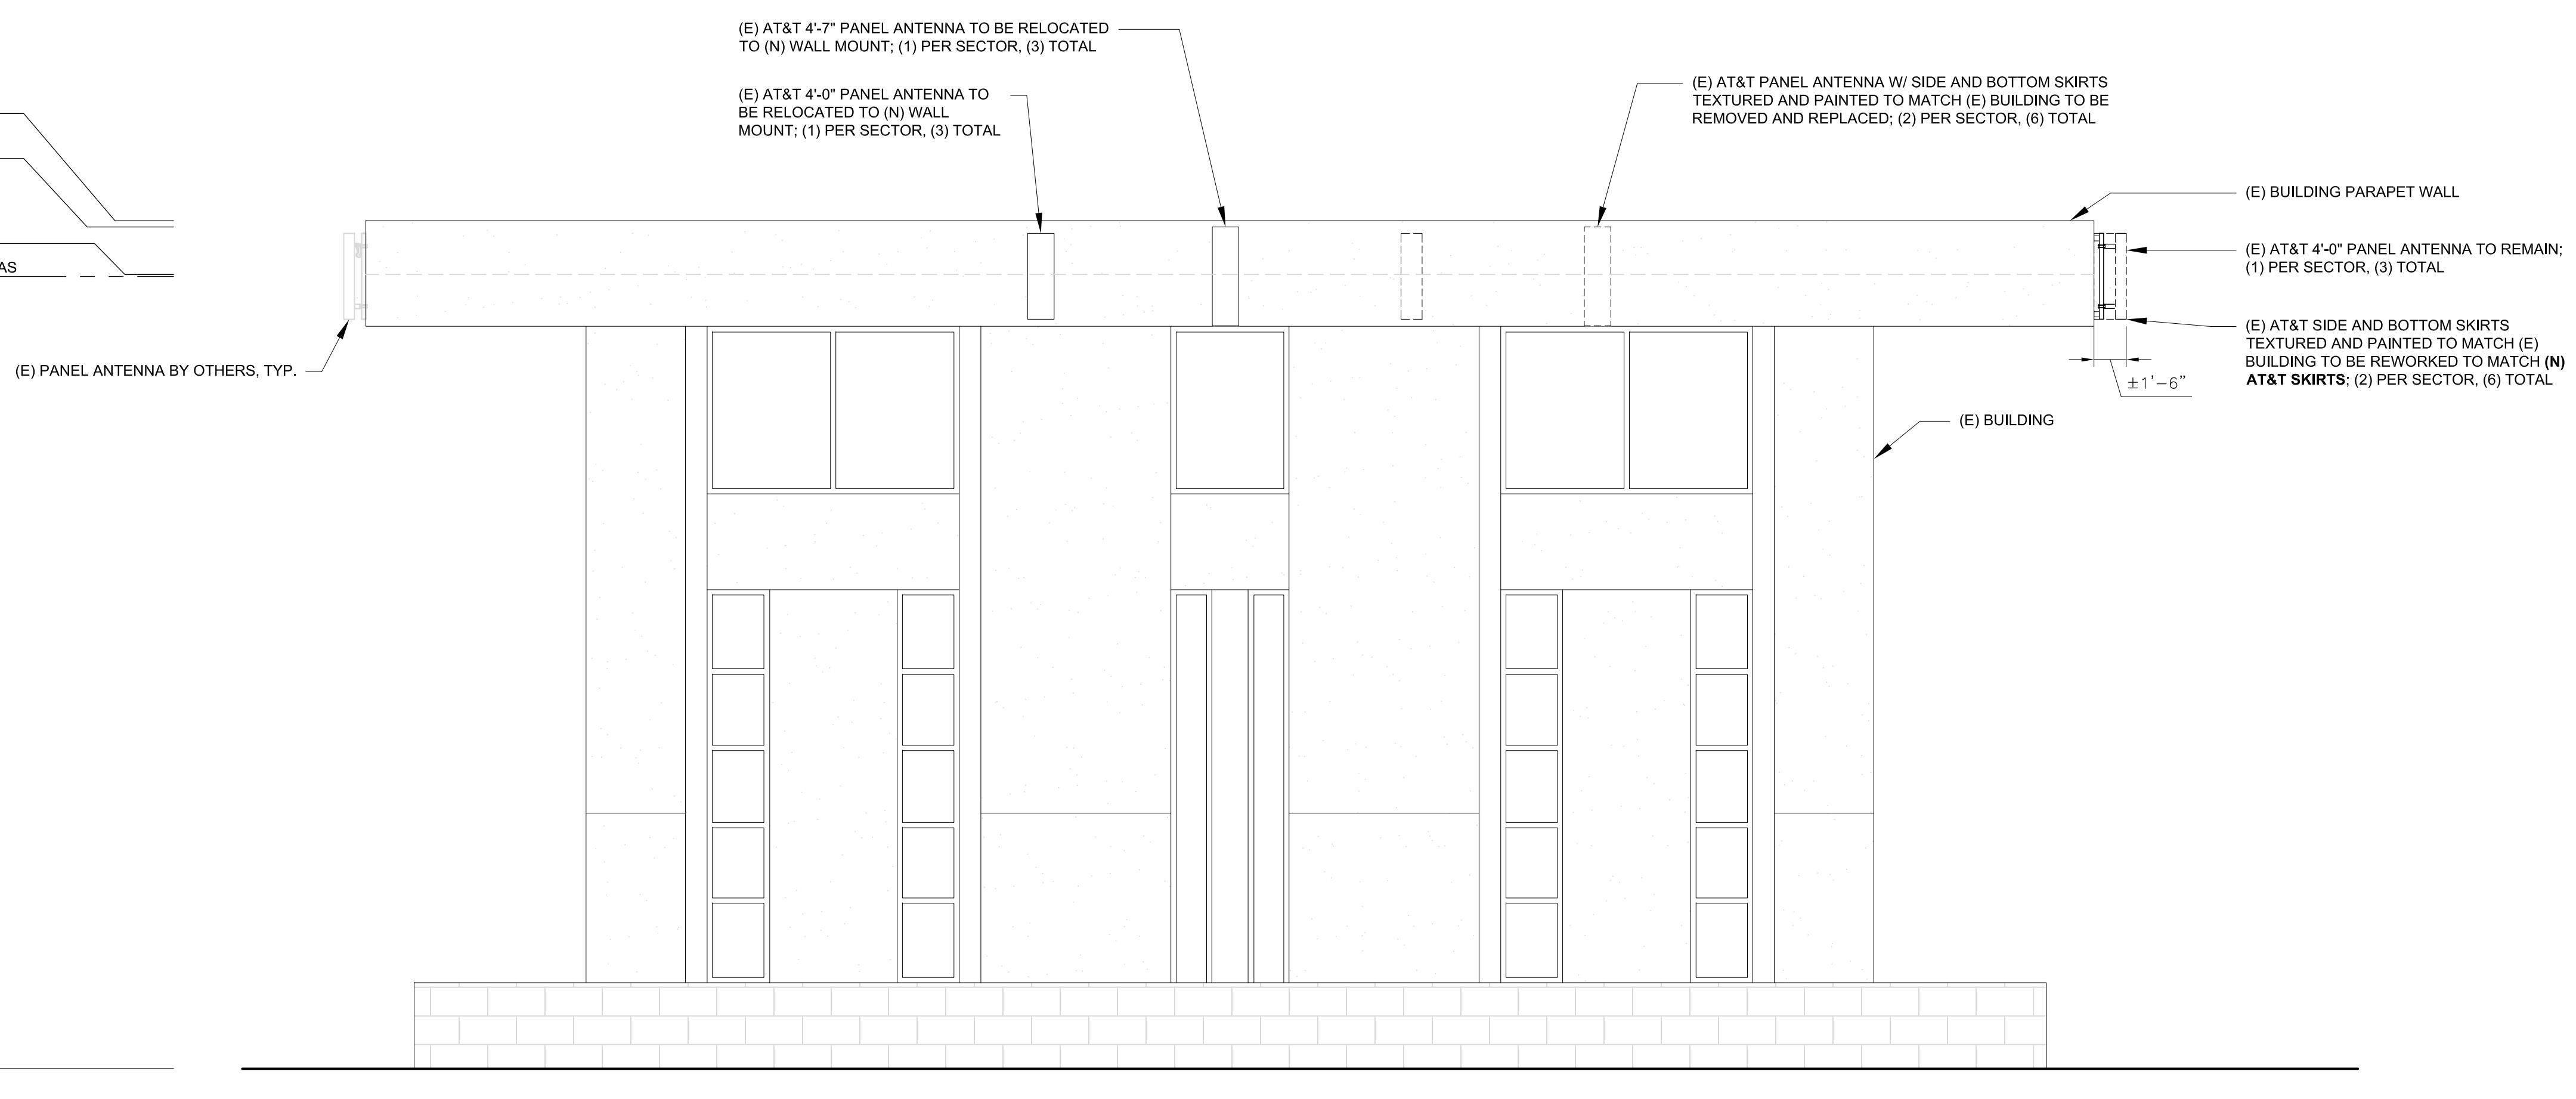 (E) AT&T 4'-7" PANEL ANTENNA TO BE RELOCATED
TO (N) WALL MOUNT; (1) PER SECTOR, (3) TOTAL
(E) AT&T 4'-0" PANEL ANTENNA TO
BE RELOCATED TO (N) WALL
MOUNT; (1) PER SECTOR, (3) TOTAL
(E) AT&T PANEL ANTENNA W/ SIDE AND BOTTOM SKIRTS
TEXTURED AND PAINTED TO MATCH (E) BUILDING TO BE
REMOVED AND REPLACED; (2) PER SECTOR, (6) TOTAL
(E) BUILDING PARAPET WALL
(E) AT&T 4'-0" PANEL ANTENNA TO REMAIN;
(1) PER SECTOR, (3) TOTAL
AS
(E) AT&T SIDE AND BOTTOM SKIRTS
TEXTURED AND PAINTED TO MATCH (E)
BUILDING TO BE REWORKED TO MATCH (N)
AT&T SKIRTS; (2) PER SECTOR, (6) TOTAL
±1'-6"
(E) PANEL ANTENNA BY OTHERS, TYP.
(E) BUILDING